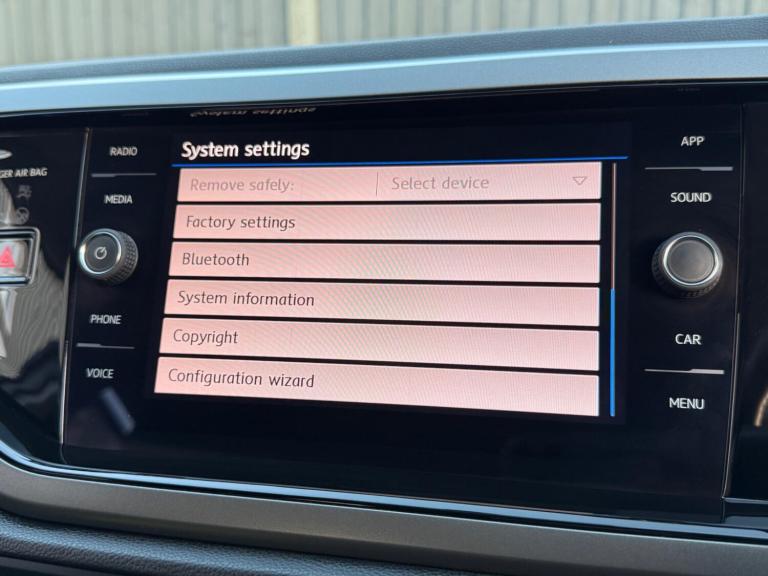 System settings
Remove safely:
Select device
Factory settings
Bluetooth
System information
Copyright
Configuration wizard
RADIO
MEDIA
PHONE
VOICE
APP
SOUND
CAR
MENU
AIR BAG